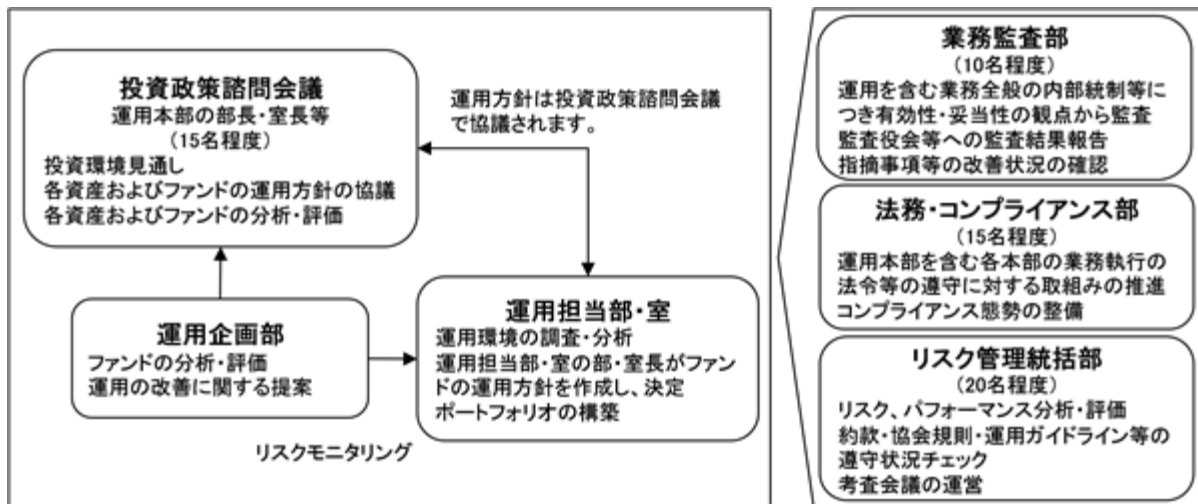 投資政策諮問会議
運用本部の部長・室長等
(15名程度)
投資環境見通し
各資産およびファンドの運用方針の協議
各資産およびファンドの分析・評価
運用方針は投資政策諮問会議
で協議されます。
運用企画部
ファンドの分析・評価
運用の改善に関する提案
運用担当部・室
運用環境の調査・分析
運用担当部・室の部・室長がファン
ドの運用方針を作成し、決定
ポートフォリオの構築
リスクモニタリング
業務監査部
(10名程度)
運用を含む業務全般の内部統制等に
つき有効性・妥当性の観点から監査
監査役会等への監査結果報告
指摘事項等の改善状況の確認
法務・コンプライアンス部
(15名程度)
運用本部を含む各本部の業務執行の
法令等の遵守に対する取組みの推進
コンプライアンス態勢の整備
リスク管理統括部
(20名程度)
リスク、パフォーマンス分析・評価
約款・協会規則・運用ガイドライン等の
遵守状況チェック
考査会議の運営